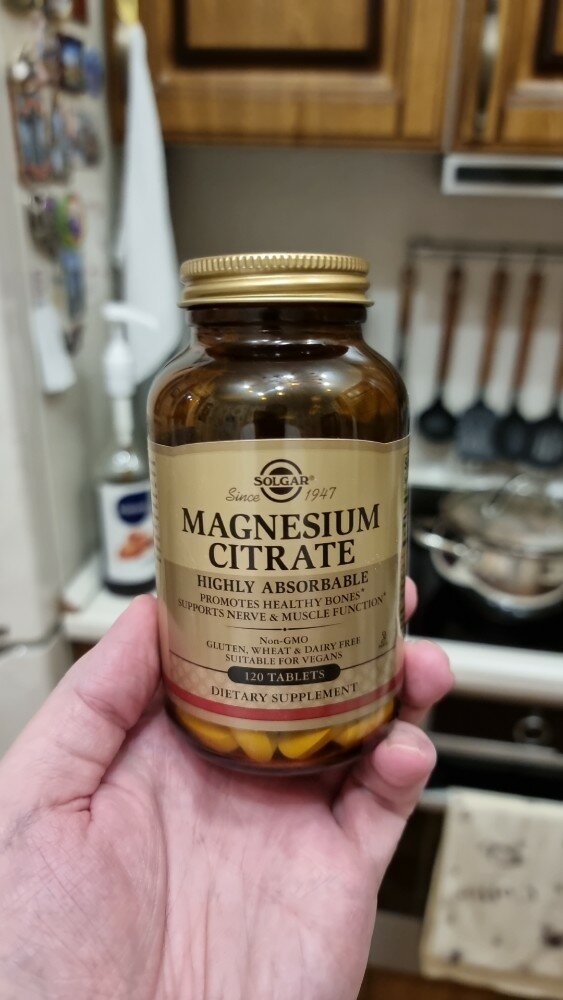 SOLGAR®
Since 1947
MAGNESIUM
CITRATE
HIGHLY ABSORBABLE
PROMOTES HEALTHY BONES*
SUPPORTS NERVE & MUSCLE FUNCTION*
Non-GMO
GLUTEN, WHEAT & DAIRY FREE
SUITABLE FOR VEGANS
120 TABLETS
DIETARY SUPPLEMENT